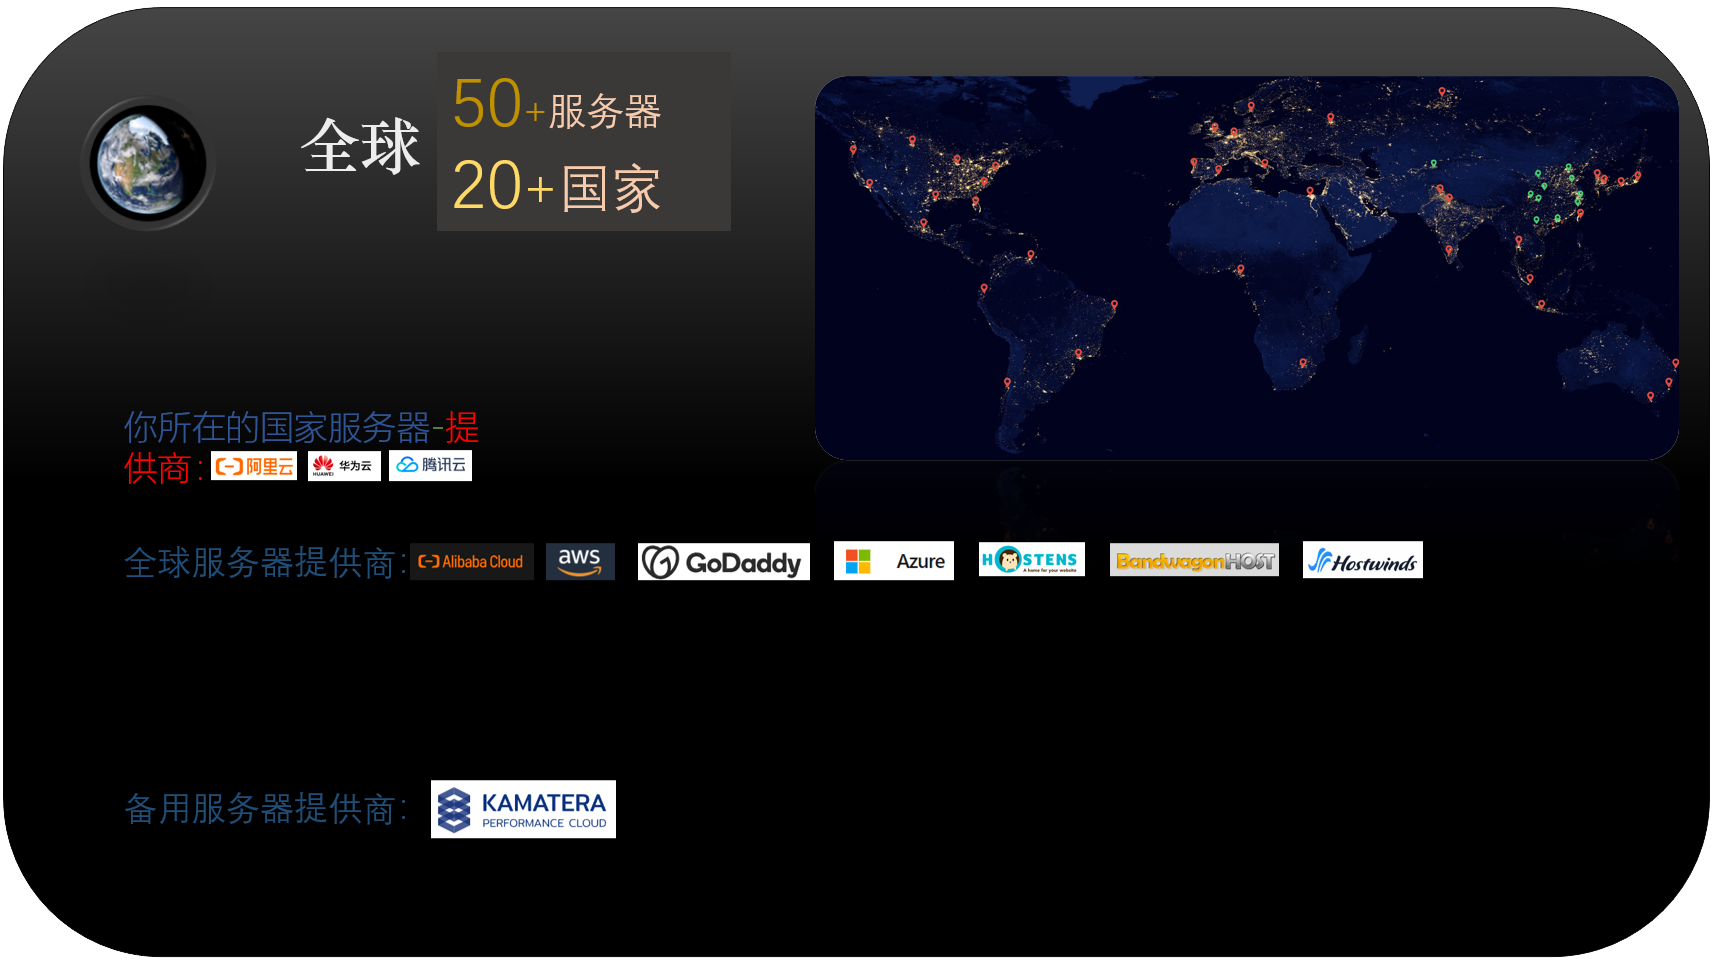 全球
50+服务器
20+国家
你所在的国家服务器-提
供商:
阿里云
HUAWEI
华为云
腾讯云
全球服务器提供商:
Alibaba Cloud
aws
GoDaddy
Azure
HOSTENS
A home for your website
BandwagonHOST
Hostwinds
备用服务器提供商:
KAMATERA
PERFORMANCE CLOUD